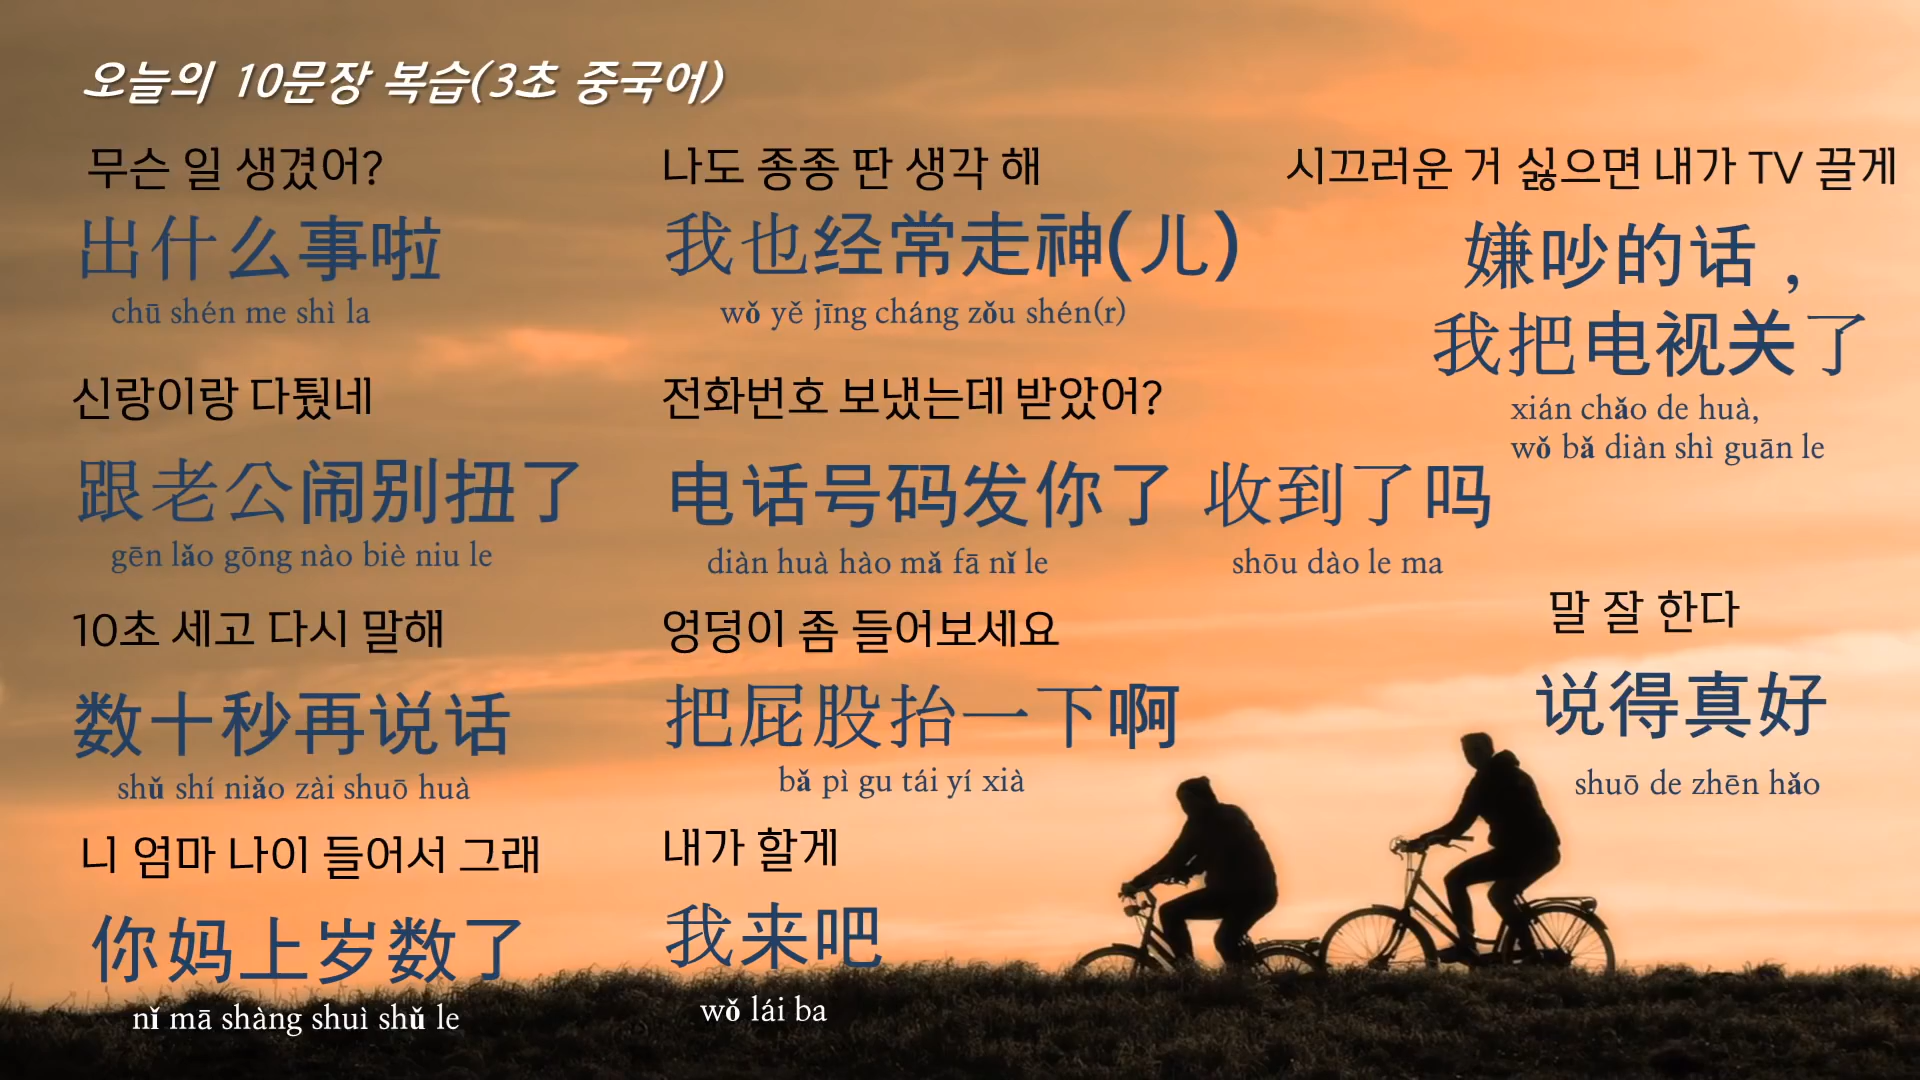 오늘의 10문장 복습(3초 중국어)
무슨 일 생겼어?
出什么事啦
chū shén me shì la
신랑이랑 다퉜네
跟老公闹别扭了
gēn lǎo gōng nào biè niu le
10초 세고 다시 말해
数十秒再说话
shǔ shí niǎo zài shuō huà
니 엄마 나이 들어서 그래
你妈上岁数了
nǐ mā shàng shuì shǔ le
나도 종종 딴 생각 해
我也经常走神(儿)
wǒ yě jīng cháng zǒu shén(r)
전화번호 보냈는데 받았어?
电话号码发你了 收到了吗
diàn huà hào mǎ fā nǐ le shōu dào le ma
엉덩이 좀 들어보세요
把屁股抬一下啊
bǎ pì gu tái yí xià
내가 할게
我来吧
wǒ lái ba
시끄러운 거 싫으면 내가 TV 끌게
嫌吵的话,
我把电视关了
xián chǎo de huà,
wǒ bǎ diàn shì guān le
말 잘 한다
说得真好
shuō de zhēn hǎo